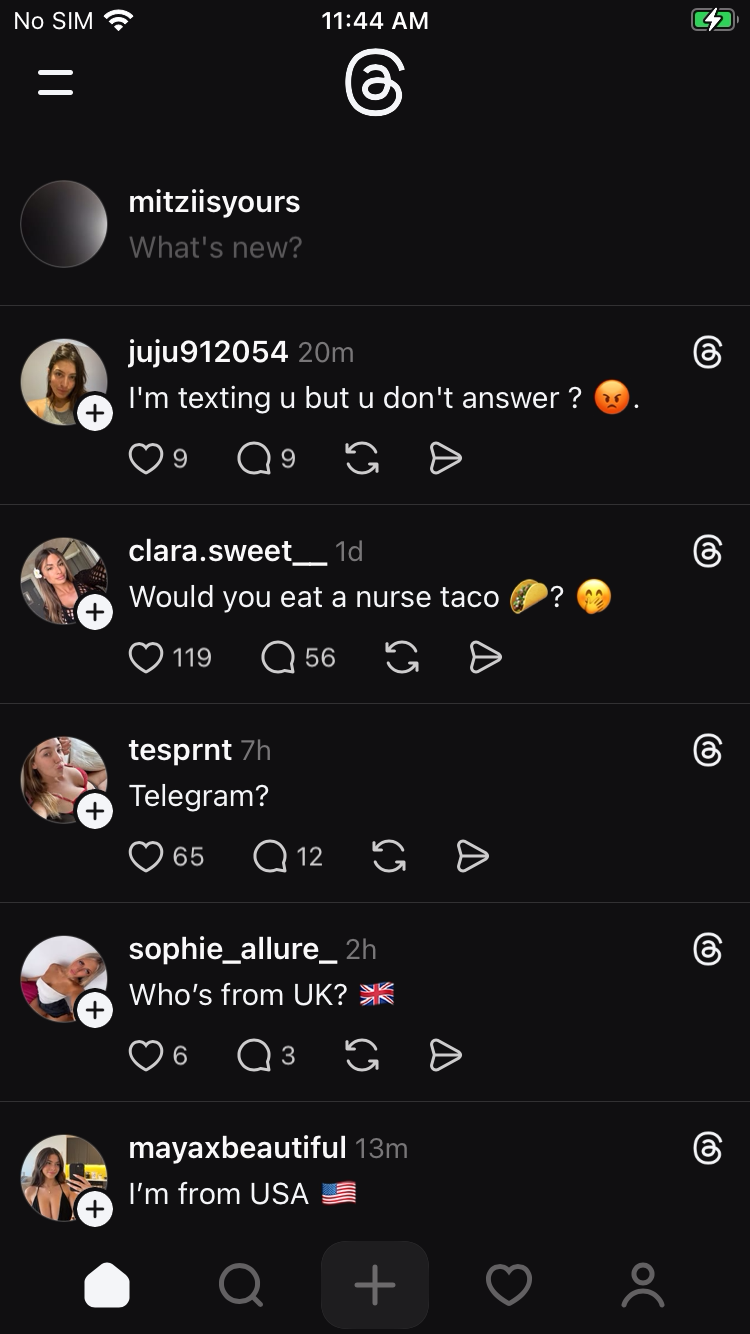 No SIM 11:44 AM
mitziisyours
What's new?
juju912054 20m
I'm texting u but u don't answer ? 😡.
9 9
clara.sweet__ 1d
Would you eat a nurse taco 🌮? 🤭
119 56
tesprnt 7h
Telegram?
65 12
sophie_allure_ 2h
Who’s from UK? 🇬🇧
6 3
mayaxbeautiful 13m
I’m from USA 🇺🇸